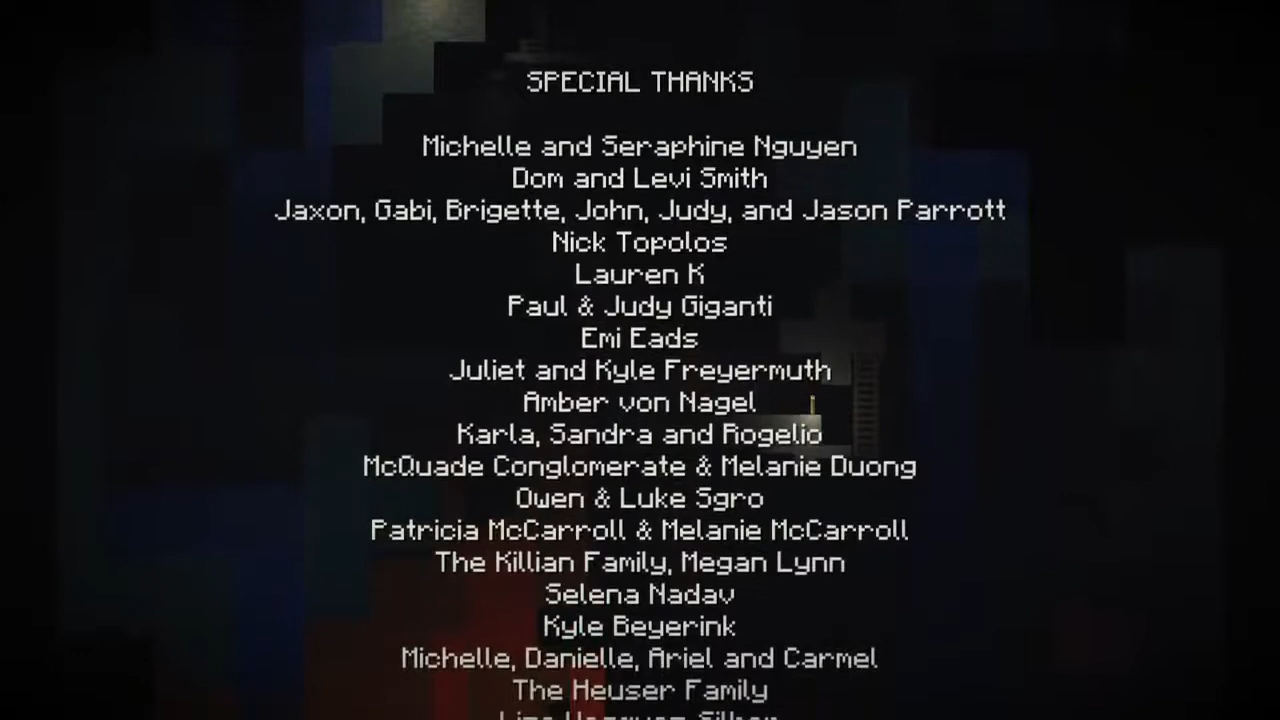 SPECIAL THANKS
Michelle and Seraphine Nguyen
Dom and Levi Smith
Jaxon, Gabi, Brigette, John, Judy, and Jason Parrott
Nick Topolos
Lauren K
Paul & Judy Giganti
Emi Eads
Juliet and Kyle Freyermuth
Amber von Nagel
Karla, Sandra and Rogelio
McQuade Conglomerate & Melanie Duong
Owen & Luke Sgro
Patricia McCarroll & Melanie McCarroll
The Killian Family, Megan Lynn
Selena Nadav
Kyle Beyerink
Michelle, Danielle, Ariel and Carmel
The Heuser Family